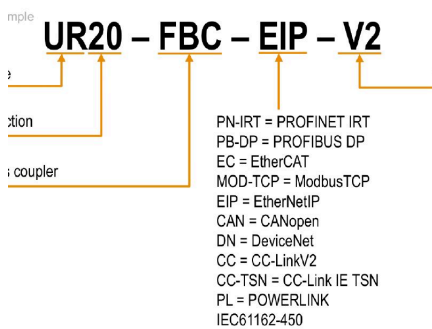 mple
UR20 – FBC – EIP – V2
e
ction
s coupler
PN-IRT = PROFINET IRT
PB-DP = PROFIBUS DP
EC = EtherCAT
MOD-TCP = ModbusTCP
EIP = EtherNetIP
CAN = CANopen
DN = DeviceNet
CC = CC-LinkV2
CC-TSN = CC-Link IE TSN
PL = POWERLINK
IEC61162-450